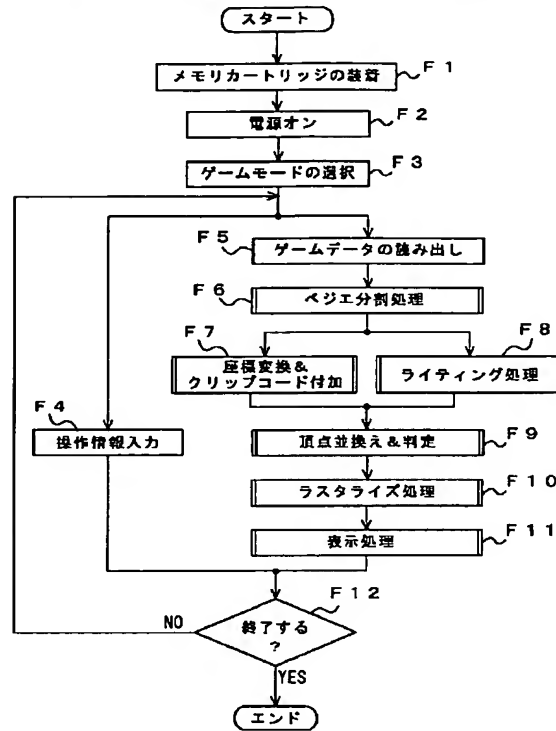 スタート
メモリカートリッジの装着
F1
電源オン
F2
ゲームモードの選択
F3
F5
ゲームデータの読み出し
F6
ベジエ分割処理
F7
F8
座標変換&
クリップコード付加
ライティング処理
F4
操作情報入力
頂点並換え&判定
F9
ラスタライズ処理
F10
表示処理
F11
F12
NO
終了する
?
YES
エンド